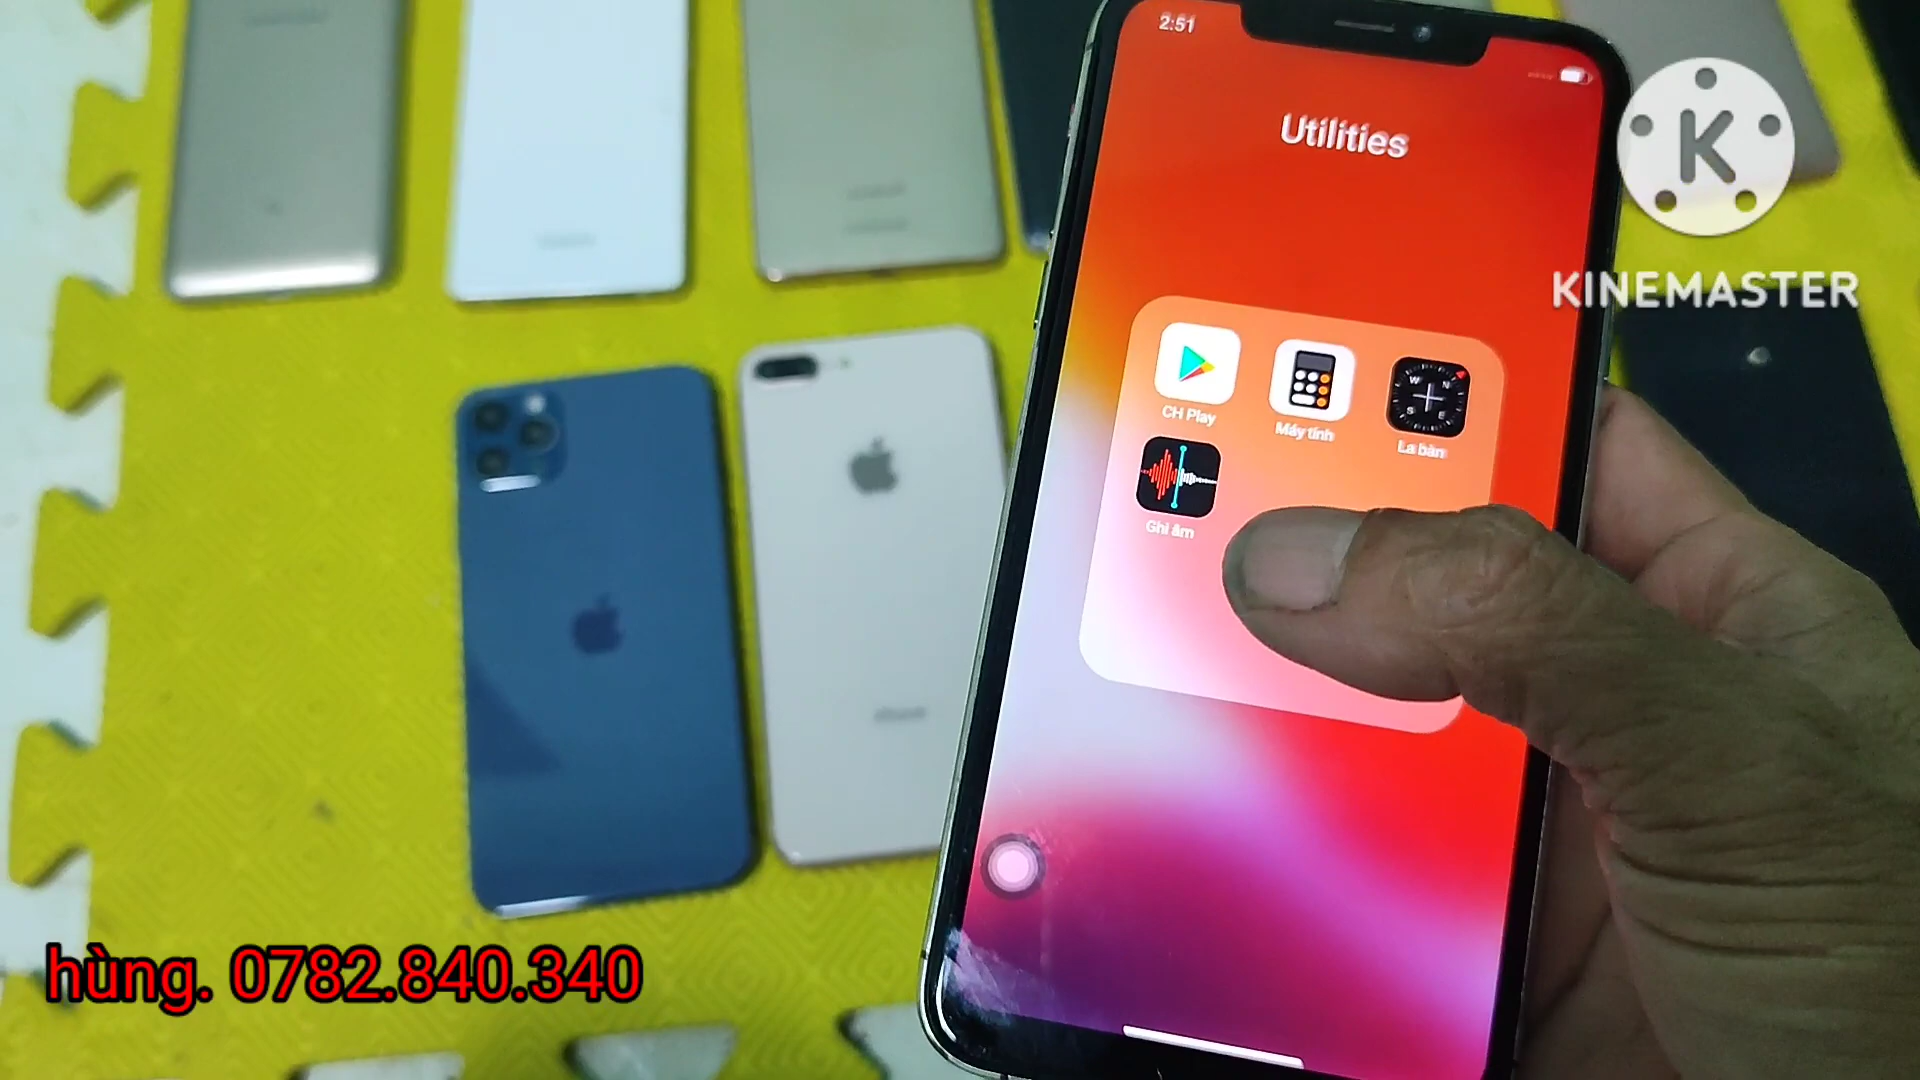 2:51
Utilities
K
KINEMASTER
CH Play
Máy tính
La bàn
W N
S E
Ghi âm
hùng. 0782.840.340